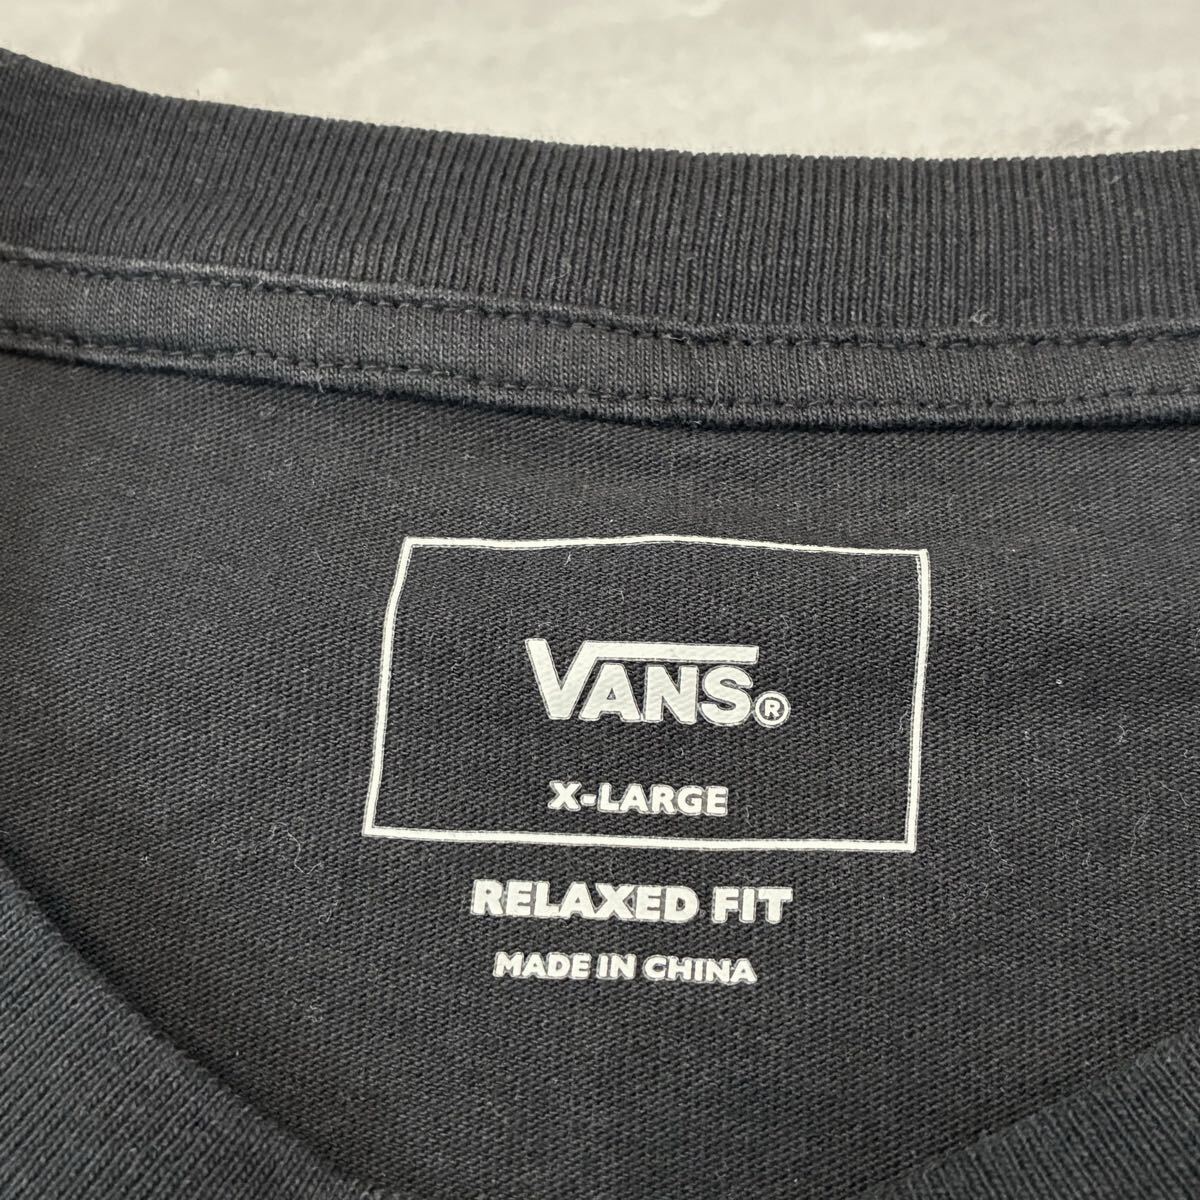 VANS®
X-LARGE
RELAXED FIT
MADE IN CHINA